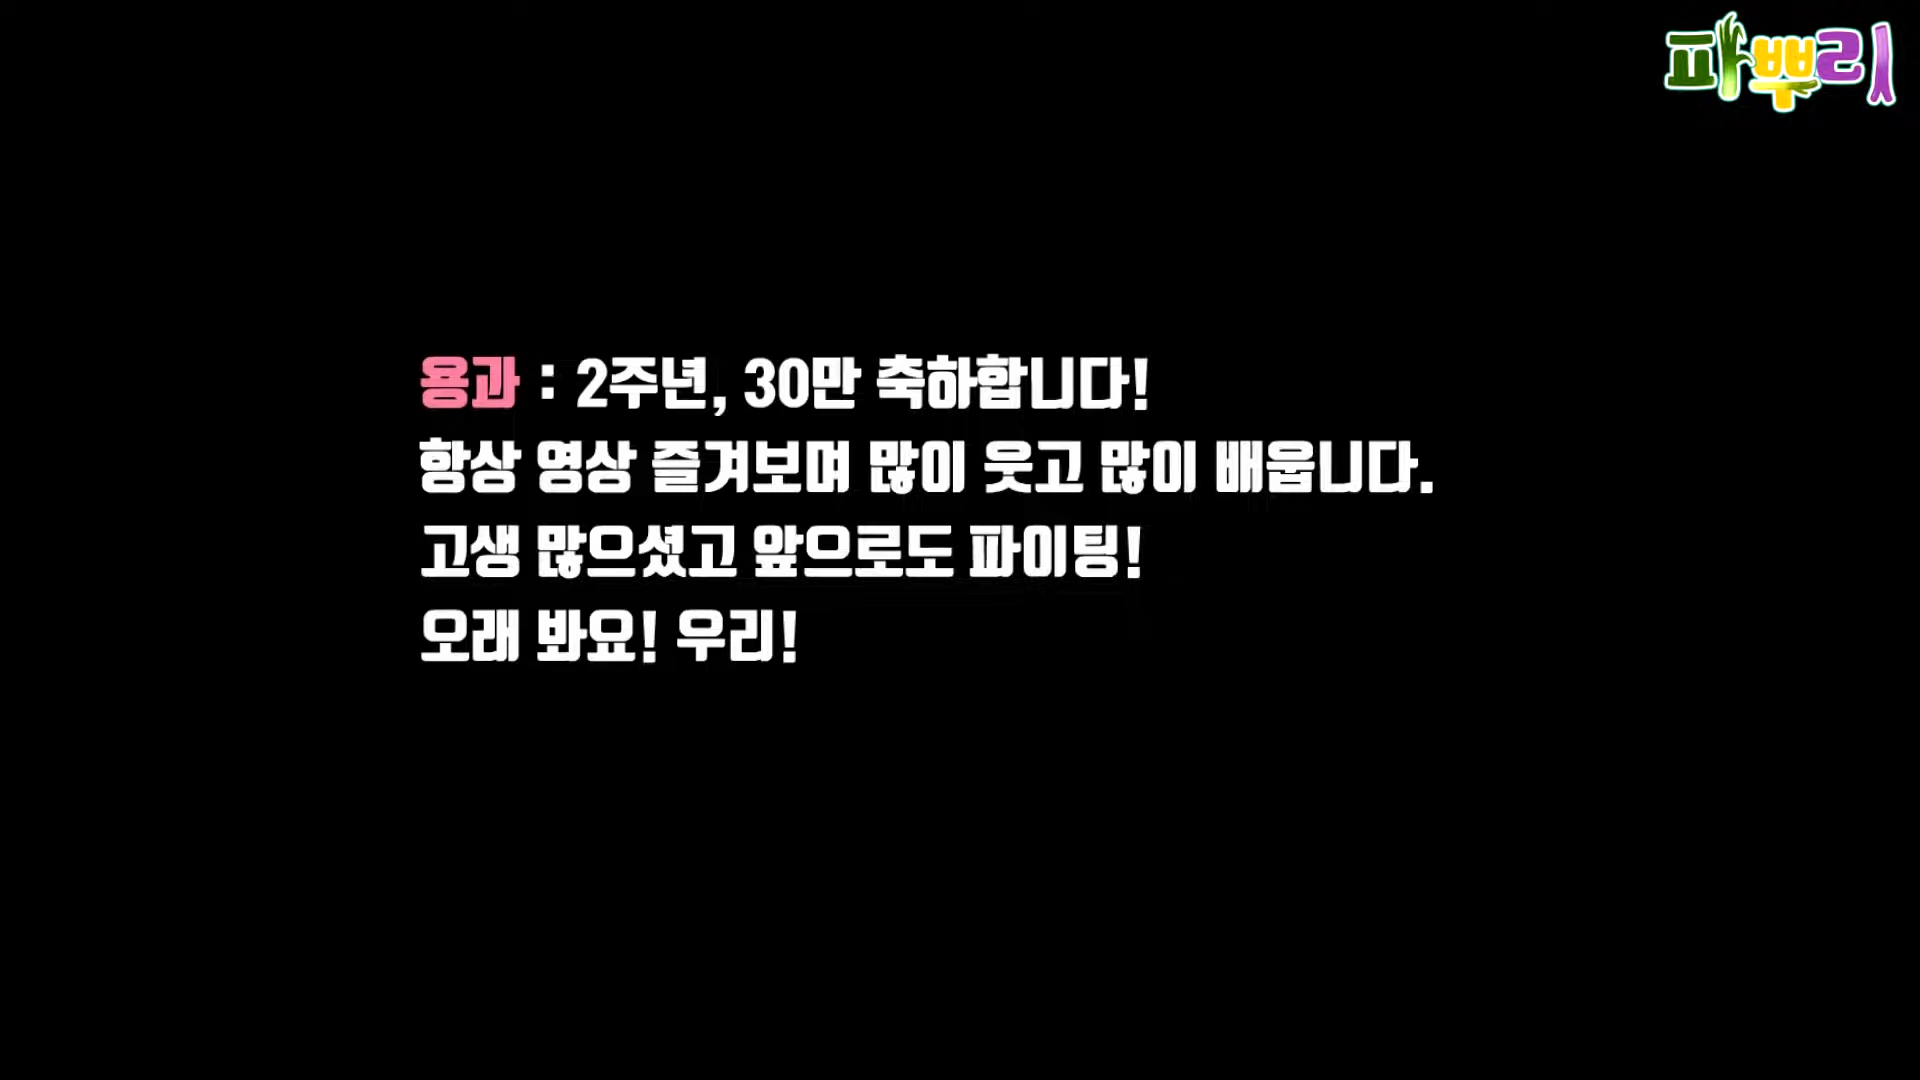 파뿌리
용과 : 2주년, 30만 축하합니다!
항상 영상 즐겨보며 많이 웃고 많이 배웁니다.
고생 많으셨고 앞으로도 파이팅!
오래 봐요! 우리!